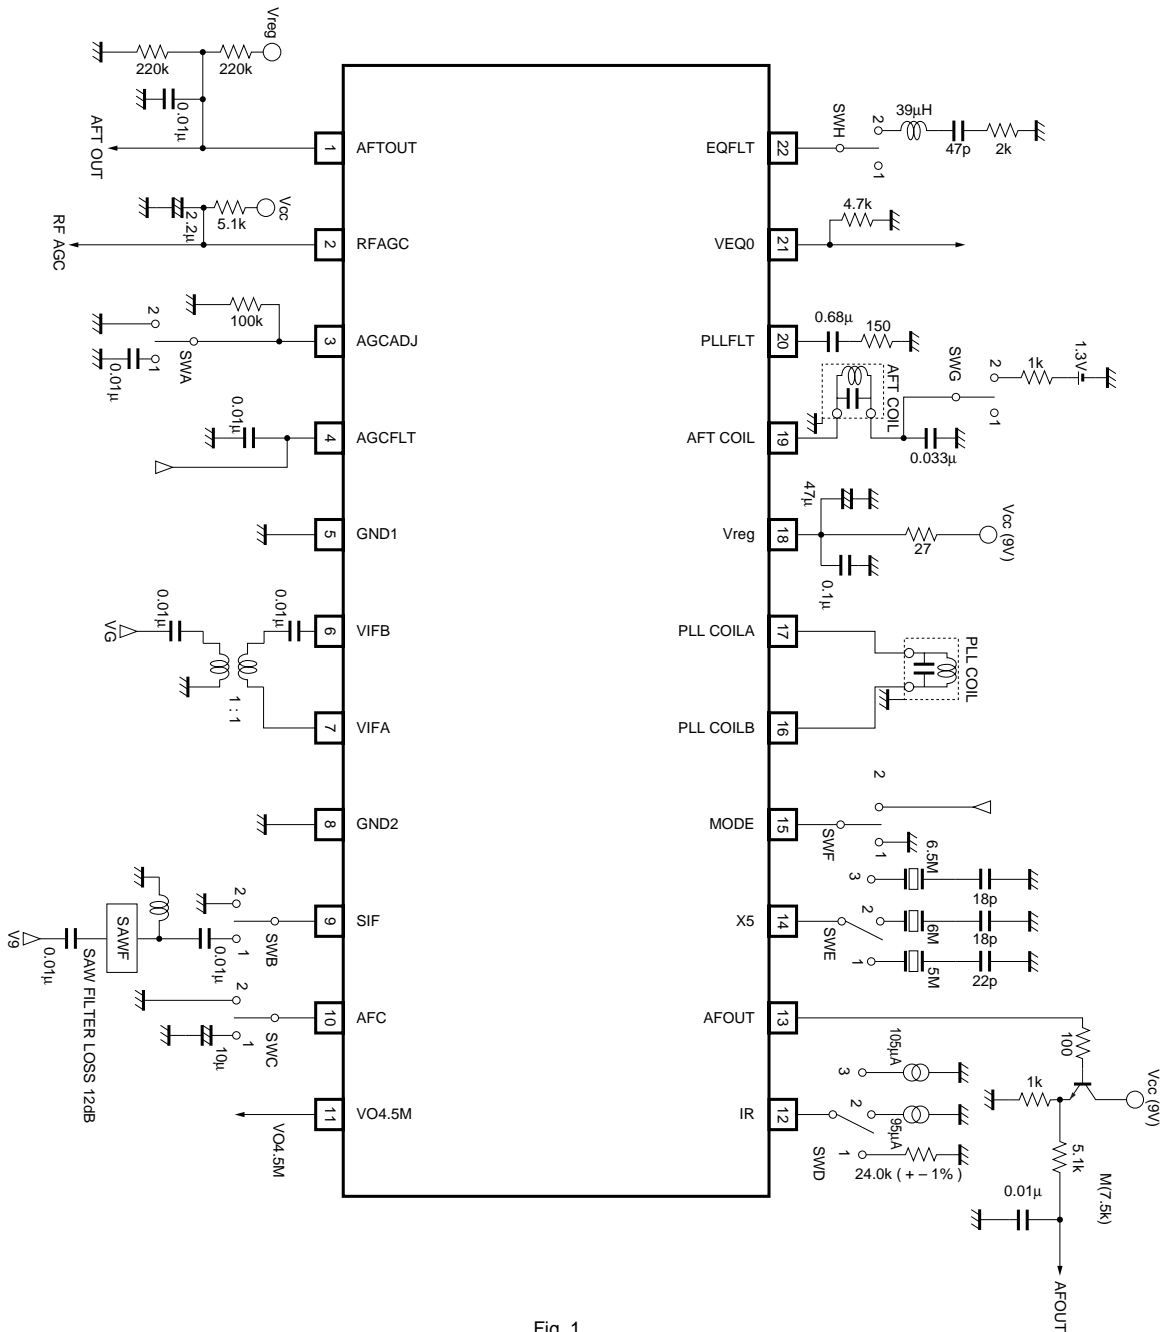 Vreg
220k
220k
0.01μ
AFT OUT
1
AFTOUT
Vcc
2.2μ
5.1k
RF AGC
2
RFAGC
100k
2
1
SWA
0.01μ
3
AGCADJ
0.01μ
4
AGCFLT
5
GND1
0.01μ
0.01μ
VG
1 : 1
6
VIFB
7
VIFA
8
GND2
2
1
SWB
0.01μ
SAWF
V9
0.01μ
SAW FILTER LOSS 12dB
9
SIF
2
1
SWC
10μ
10
AFC
11
VO4.5M
VO4.5M
22
EQFLT
SWH
2
1
39μH
47p
2k
21
VEQ0
4.7k
20
PLLFLT
0.68μ
150
AFT COIL
19
AFT COIL
SWG
2
1
1k
1.3V
0.033μ
18
Vreg
47μ
0.1μ
27
Vcc (9V)
17
PLL COILA
PLL COIL
16
PLL COILB
15
MODE
SWF
2
1
14
X5
SWE
3
6.5M
18p
2
6M
18p
1
5M
22p
13
AFOUT
100
Vcc (9V)
1k
5.1k
M(7.5k)
0.01μ
AFOUT
12
IR
SWD
3
105μA
2
95μA
1
24.0k ( + – 1% )
Fig. 1